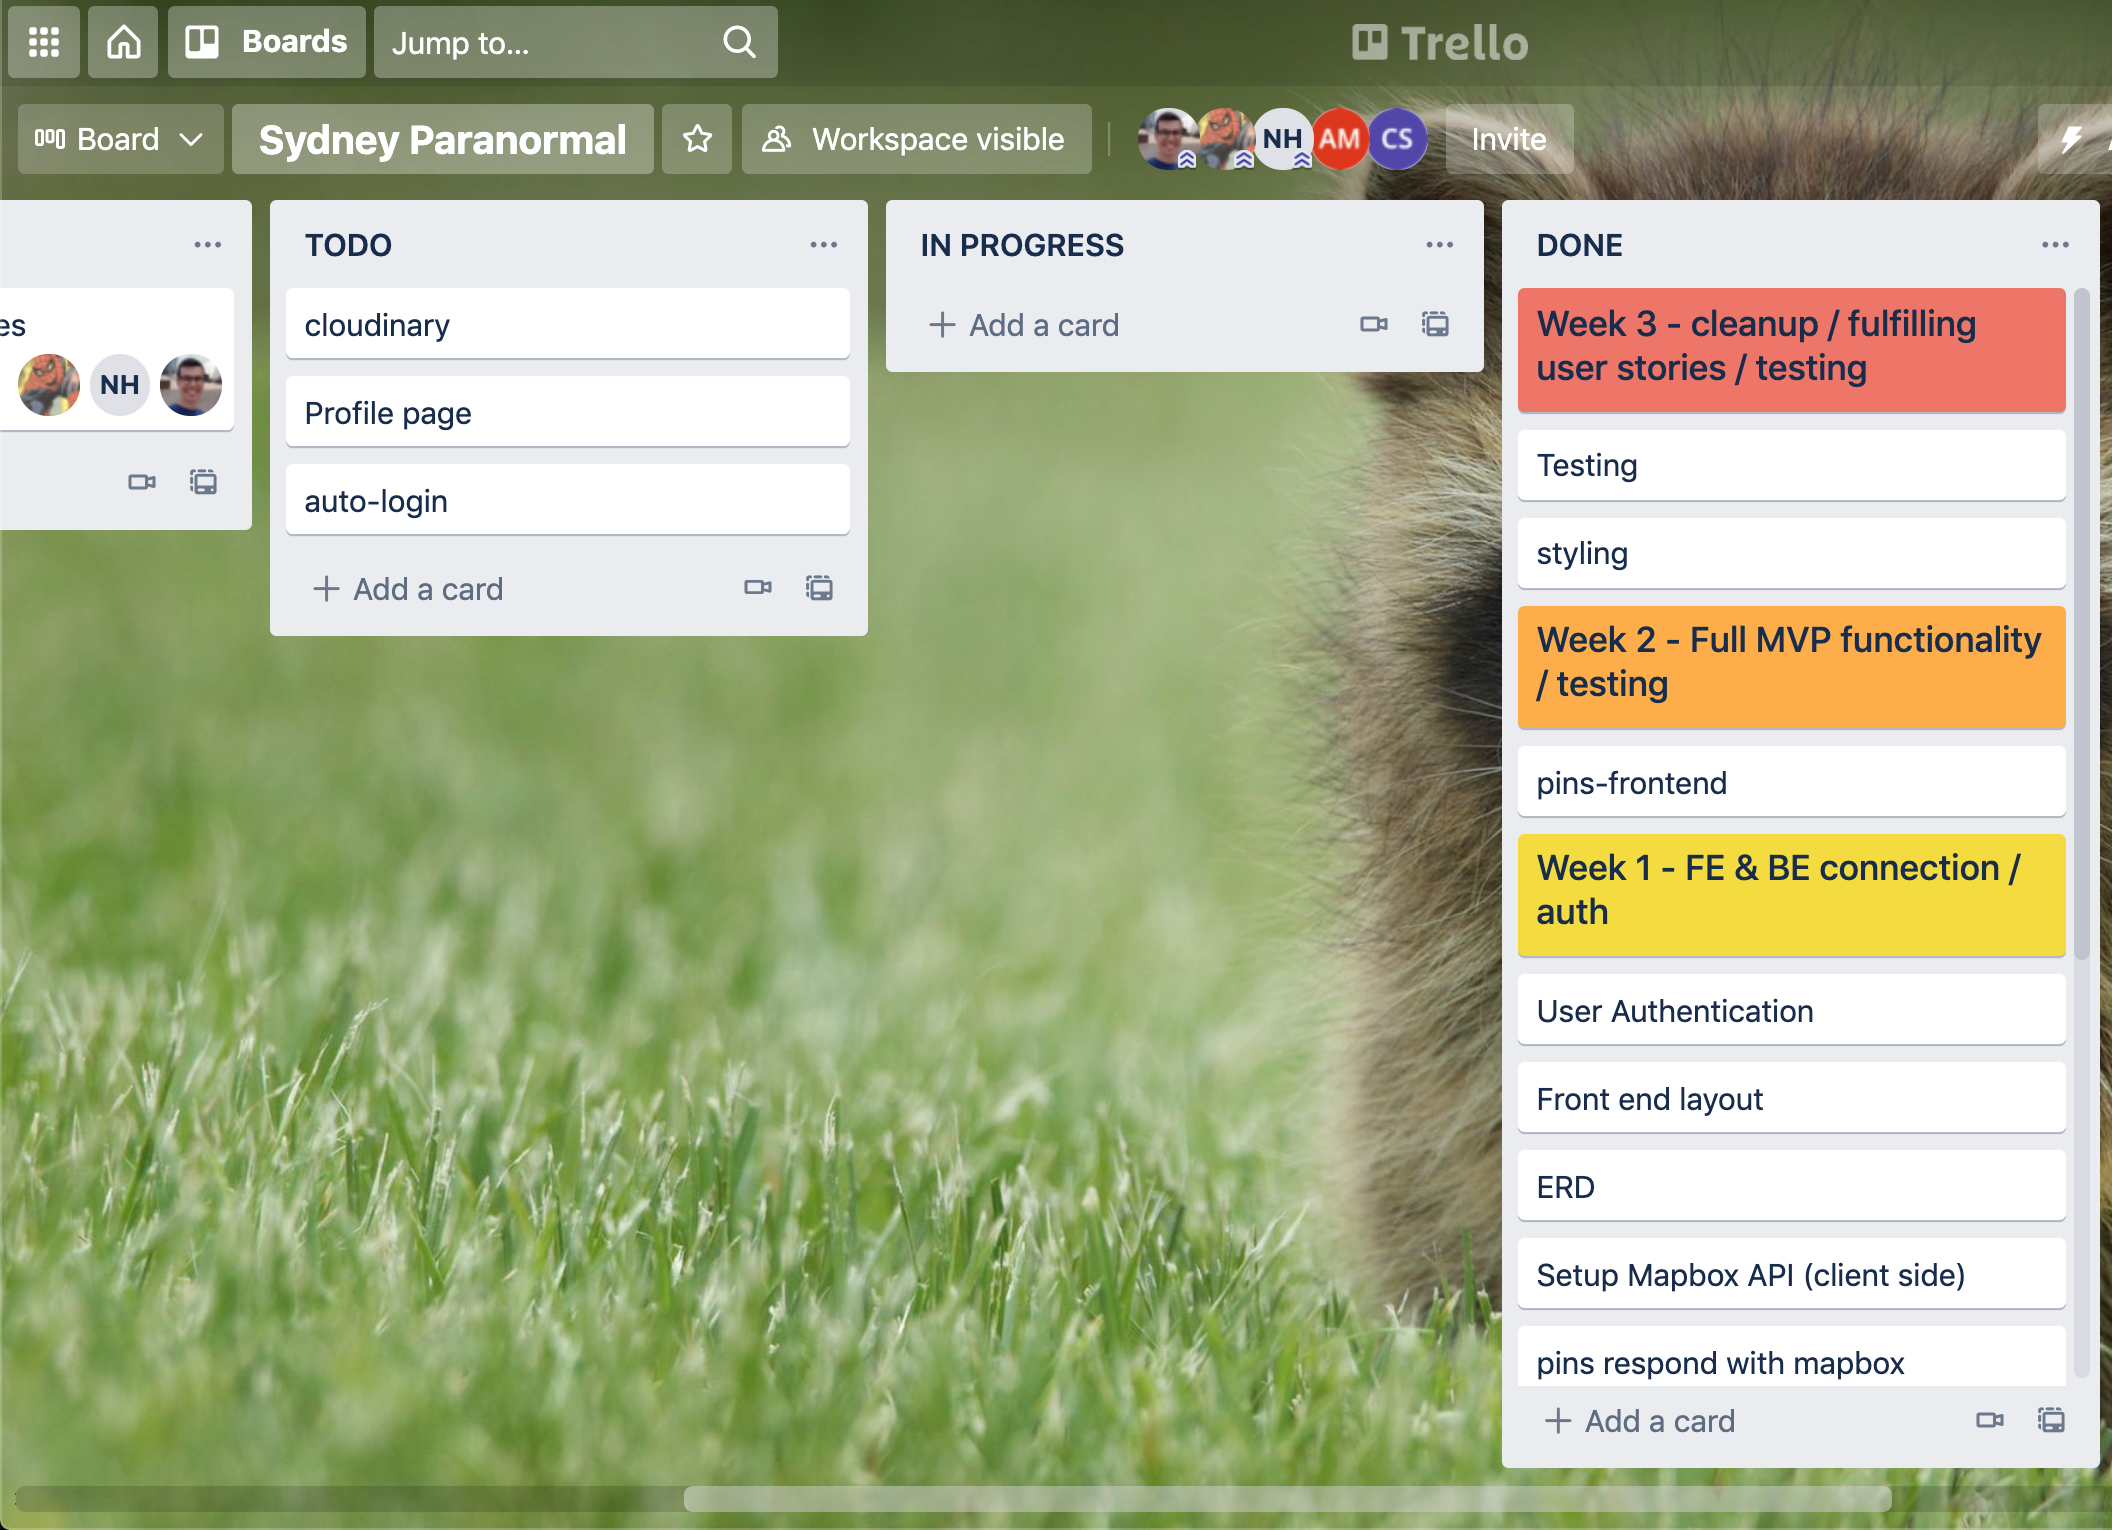 Boards
Jump to...
Trello
Board
Sydney Paranormal
Workspace visible
NH
AM
CS
Invite
es
NH
TODO
cloudinary
Profile page
auto-login
Add a card
IN PROGRESS
Add a card
DONE
Week 3 - cleanup / fulfilling
user stories / testing
Testing
styling
Week 2 - Full MVP functionality
/ testing
pins-frontend
Week 1 - FE & BE connection /
auth
User Authentication
Front end layout
ERD
Setup Mapbox API (client side)
pins respond with mapbox
Add a card